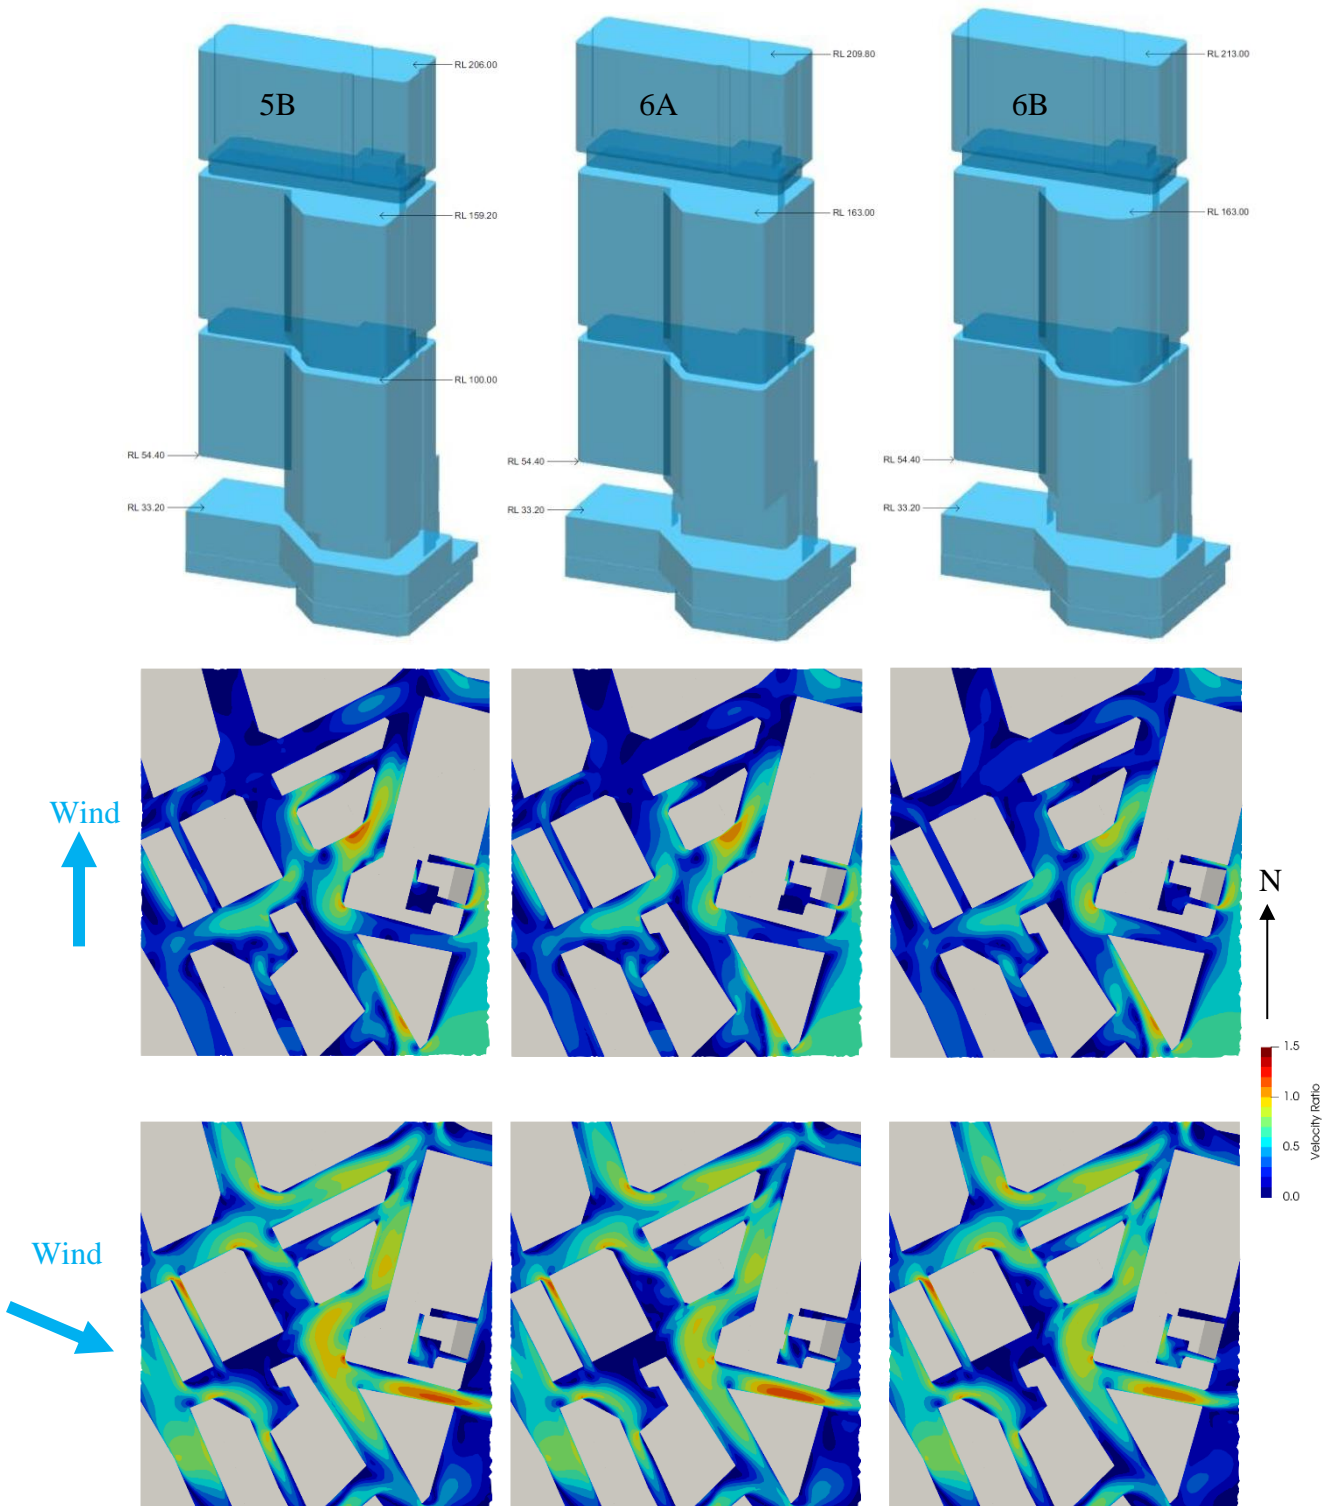 5B
6A
6B
RL 206.00
RL 209.80
RL 213.00
RL 159.20
RL 163.00
RL 163.00
RL 100.00
RL 54.40
RL 54.40
RL 54.40
RL 33.20
RL 33.20
RL 33.20
Wind
N
1.5
1.0
0.5
0.0
Velocity Ratio
Wind